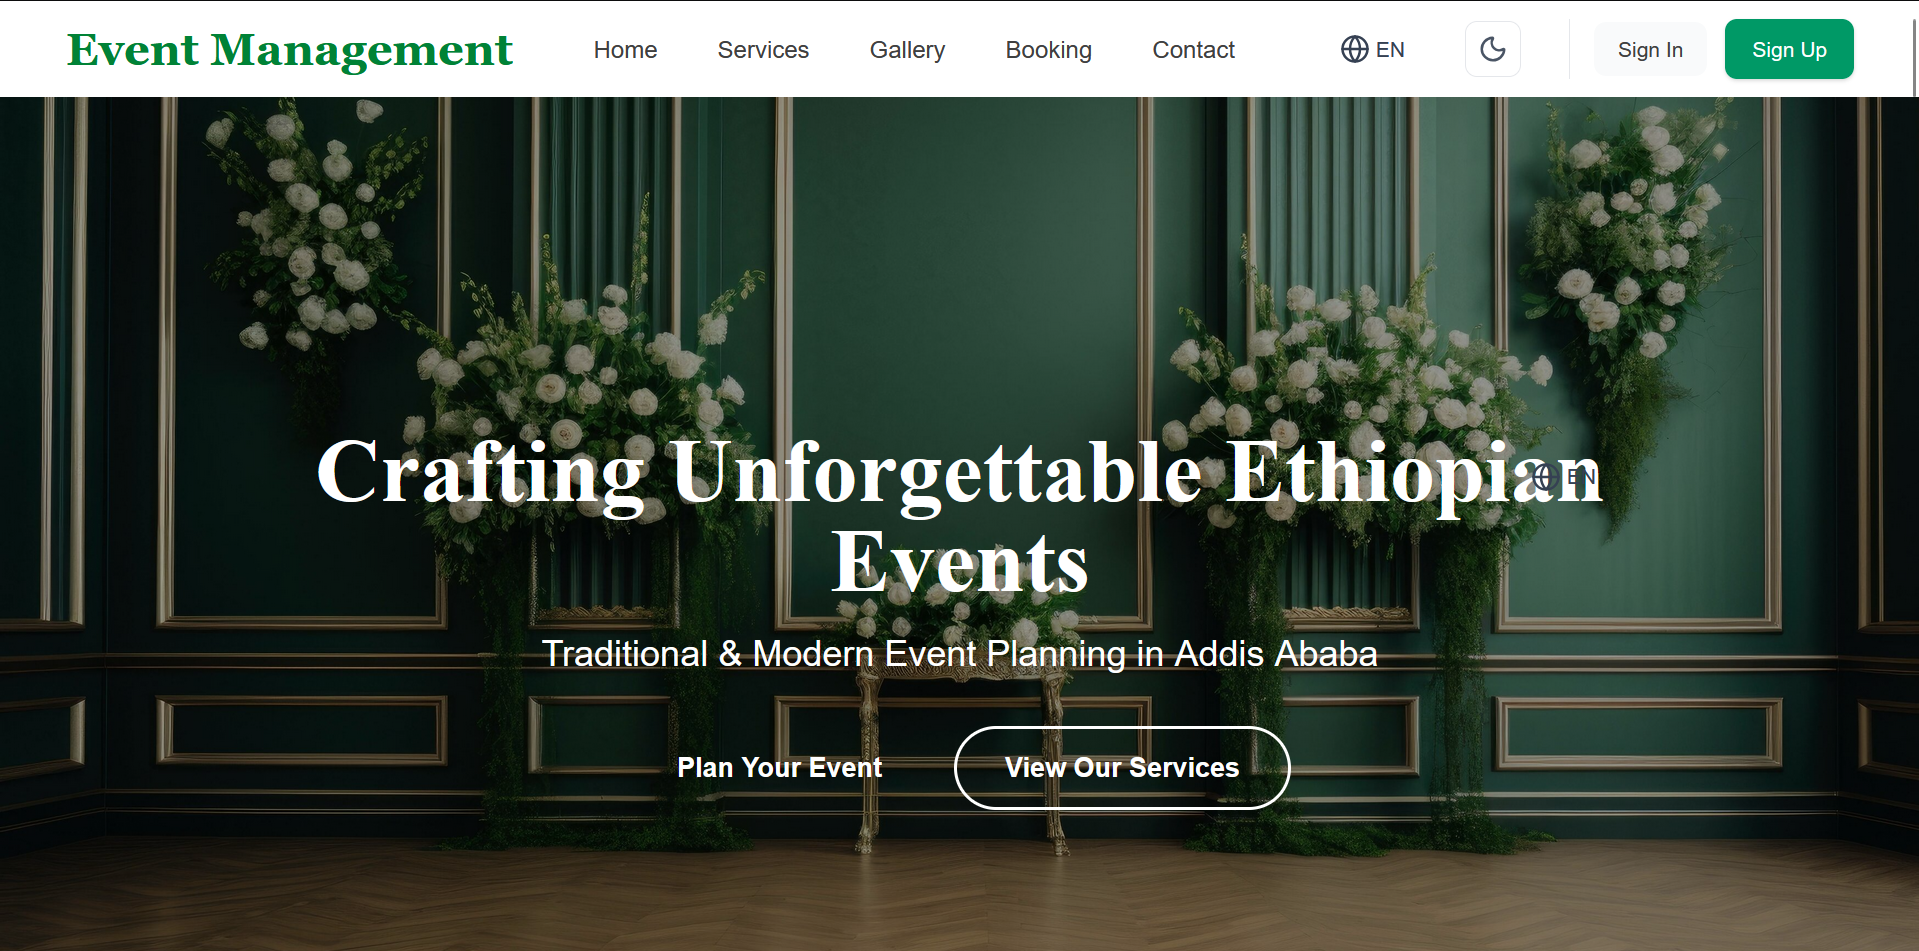 Event Management Home Services Gallery Booking Contact EN Sign In Sign Up
Crafting Unforgettable Ethiopian
EN
Events
Traditional & Modern Event Planning in Addis Ababa
Plan Your Event View Our Services